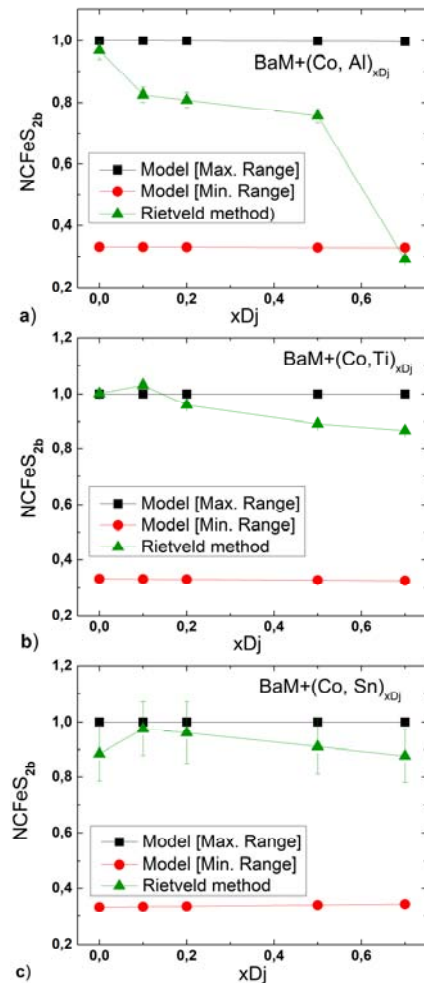 1,0
0,8
0,6
0,4
0,2
NCFeS2b
BaM+(Co, Al)xDj
Model [Max. Range]
Model [Min. Range]
Rietveld method)
0,0 0,2 0,4 0,6
xDj
a)
1,2
1,0
0,8
0,6
0,4
0,2
NCFeS2b
BaM+(Co,Ti)xDj
Model [Max. Range]
Model [Min. Range]
Rietveld method
0,0 0,2 0,4 0,6
xDj
b)
1,2
1,0
0,8
0,6
0,4
0,2
NCFeS2b
BaM+(Co, Sn)xDj
Model [Max. Range]
Model [Min. Range]
Rietveld method
0,0 0,2 0,4 0,6
xDj
c)